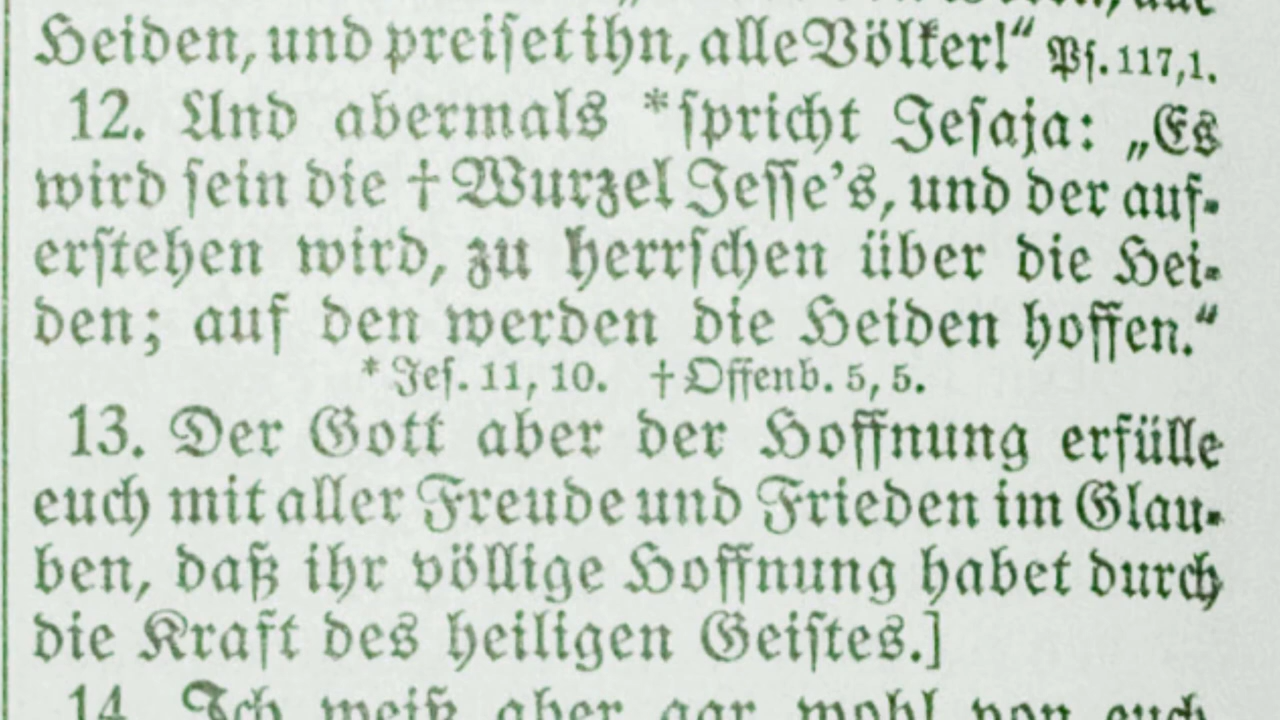 Heiden, und preiset ihn, alle Völker!“ Ps. 117,1.
12. Und abermals *spricht Jesaja: „Es
wird sein die † Wurzel Jesse’s, und der auf-
erstehen wird, zu herrschen über die Hei-
den; auf den werden die Heiden hoffen.“
* Jes. 11, 10. † Offenb. 5, 5.
13. Der Gott aber der Hoffnung erfülle
euch mit aller Freude und Frieden im Glau-
ben, daß ihr völlige Hoffnung habet durch
die Kraft des heiligen Geistes.]
14. Ich weiß aber gar wohl von euch